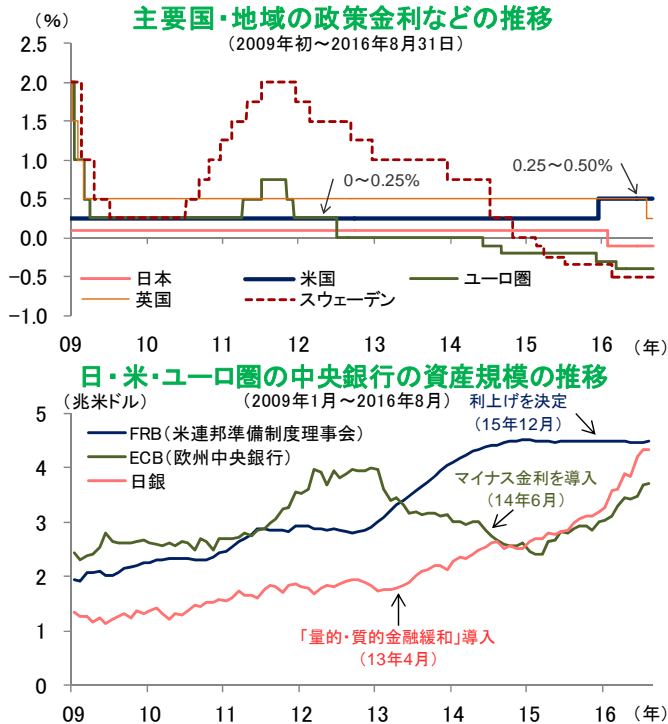 主要国・地域の政策金利などの推移
(%)
(2009年初～2016年8月31日)
2.5
2.0
1.5
1.0
0.5
0.0
−0.5
−1.0
0～0.25%
0.25～0.50%
日本
米国
ユーロ圏
英国
スウェーデン
09 10 11 12 13 14 15 16 (年)
日・米・ユーロ圏の中央銀行の資産規模の推移
(兆米ドル)
(2009年1月～2016年8月)
5
4
3
2
1
0
FRB(米連邦準備制度理事会)
ECB(欧州中央銀行)
日銀
利上げを決定
(15年12月)
マイナス金利を導入
(14年6月)
「量的・質的金融緩和」導入
(13年4月)
09 10 11 12 13 14 15 16 (年)